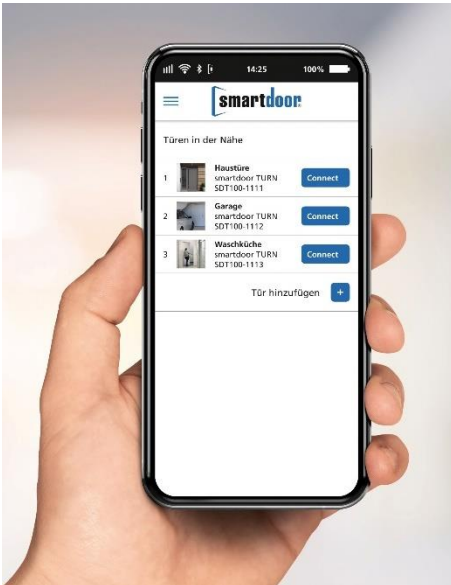 14:25
100%
smartdoor
Türen in der Nähe
1
Haustüre
smartdoor TURN
SDT100-1111
Connect
2
Garage
smartdoor TURN
SDT100-1112
Connect
3
Waschküche
smartdoor TURN
SDT100-1113
Connect
Tür hinzufügen +